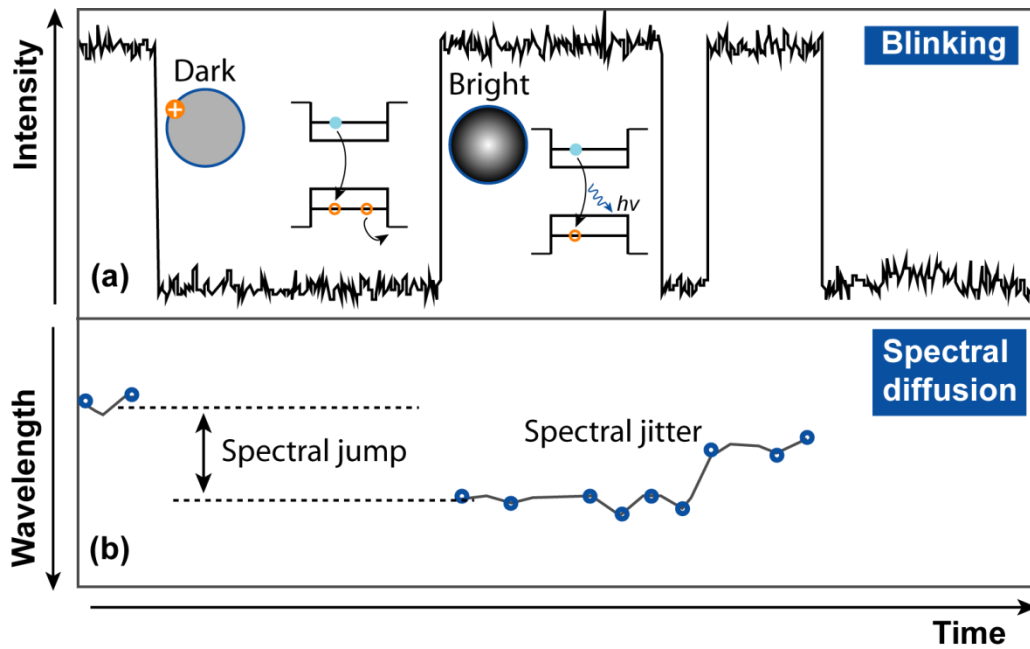 Intensity
Blinking
Dark
+
Bright
hν
(a)
Wavelength
Spectral
diffusion
Spectral jump
Spectral jitter
(b)
Time